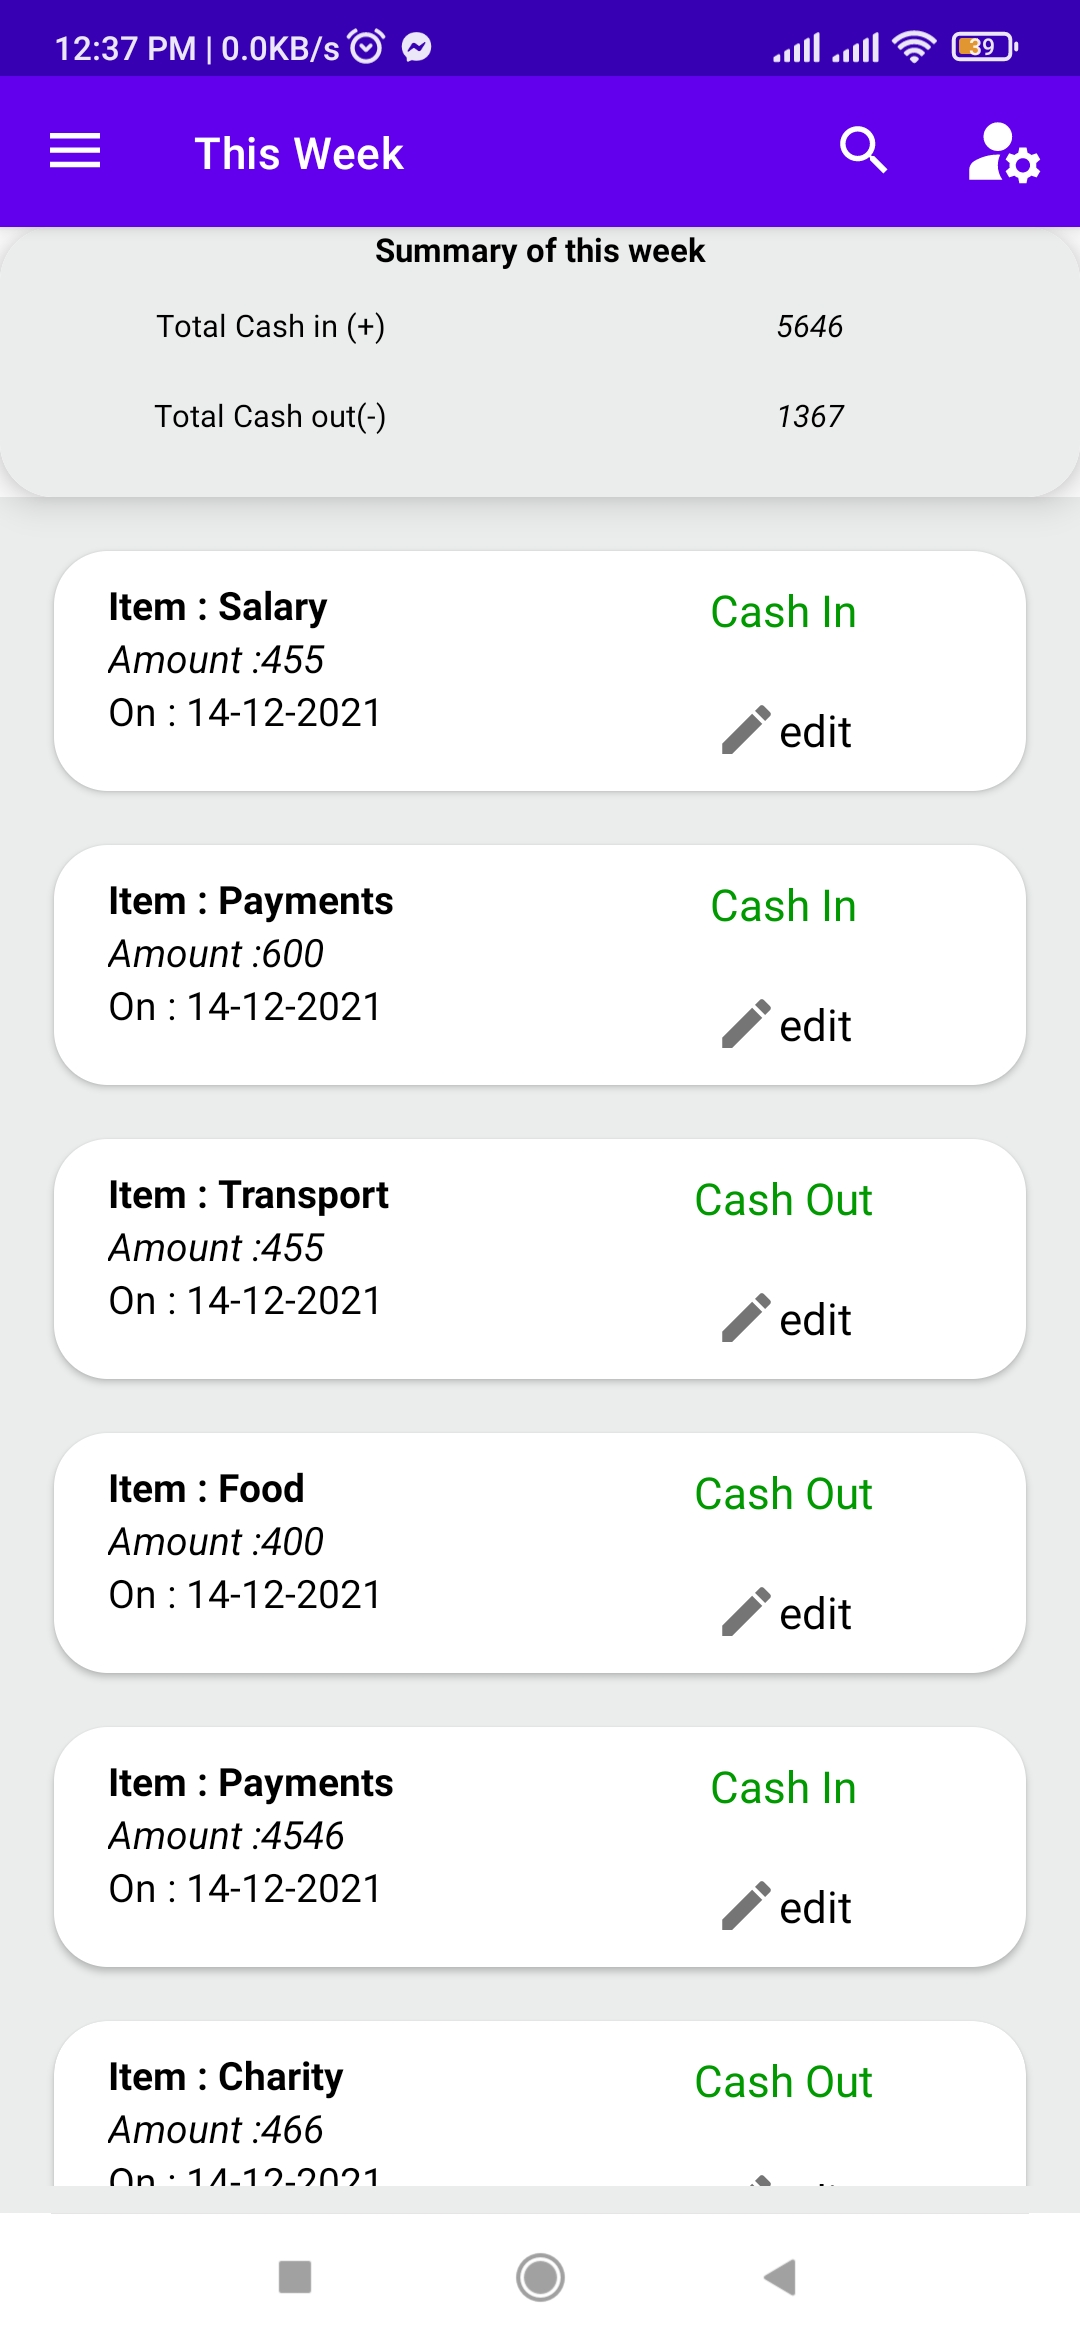 12:37 PM | 0.0KB/s
39
This Week
Summary of this week
Total Cash in (+) 5646
Total Cash out(-) 1367
Item : Salary
Cash In
Amount :455
On : 14-12-2021
edit
Item : Payments
Cash In
Amount :600
On : 14-12-2021
edit
Item : Transport
Cash Out
Amount :455
On : 14-12-2021
edit
Item : Food
Cash Out
Amount :400
On : 14-12-2021
edit
Item : Payments
Cash In
Amount :4546
On : 14-12-2021
edit
Item : Charity
Cash Out
Amount :466
On : 14-12-2021